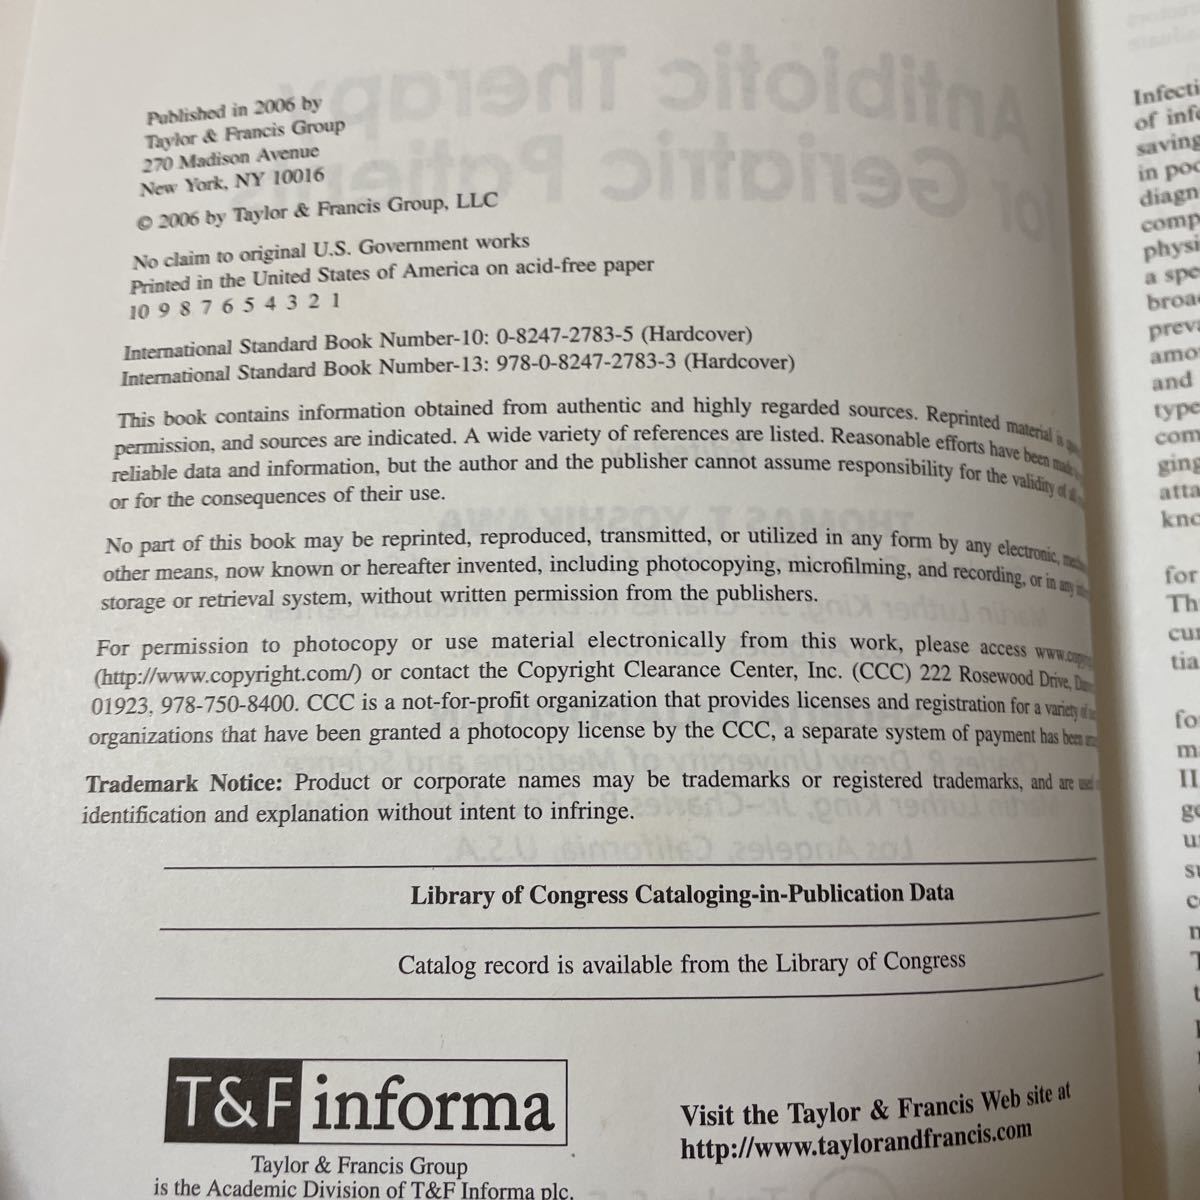 Published in 2006 by
Taylor & Francis Group
270 Madison Avenue
New York, NY 10016
© 2006 by Taylor & Francis Group, LLC
No claim to original U.S. Government works
Printed in the United States of America on acid-free paper
10 9 8 7 6 5 4 3 2 1
International Standard Book Number-10: 0-8247-2783-5 (Hardcover)
International Standard Book Number-13: 978-0-8247-2783-3 (Hardcover)
This book contains information obtained from authentic and highly regarded sources. Reprinted material is
permission, and sources are indicated. A wide variety of references are listed. Reasonable efforts have been made
reliable data and information, but the author and the publisher cannot assume responsibility for the validity of all
or for the consequences of their use.
No part of this book may be reprinted, reproduced, transmitted, or utilized in any form by any electronic,
other means, now known or hereafter invented, including photocopying, microfilming, and recording, or in any
storage or retrieval system, without written permission from the publishers.
For permission to photocopy or use material electronically from this work, please access
(http://www.copyright.com/) or contact the Copyright Clearance Center, Inc. (CCC) 222 Rosewood Drive,
01923, 978-750-8400. CCC is a not-for-profit organization that provides licenses and registration for a variety of
organizations that have been granted a photocopy license by the CCC, a separate system of payment has been
Trademark Notice: Product or corporate names may be trademarks or registered trademarks, and are used
identification and explanation without intent to infringe.
Library of Congress Cataloging-in-Publication Data
Catalog record is available from the Library of Congress
T&F informa
Taylor & Francis Group
is the Academic Division of T&F Informa plc.
Visit the Taylor & Francis Web site at
http://www.taylorandfrancis.com
Infecti
of info
saving
in poo
diagn
comp
physi
a spe
broa
preva
amo
and
type
com
ging
atta
kno
for
Th
cur
tia
fo
m
II
ge
u
su
c
n
T
t